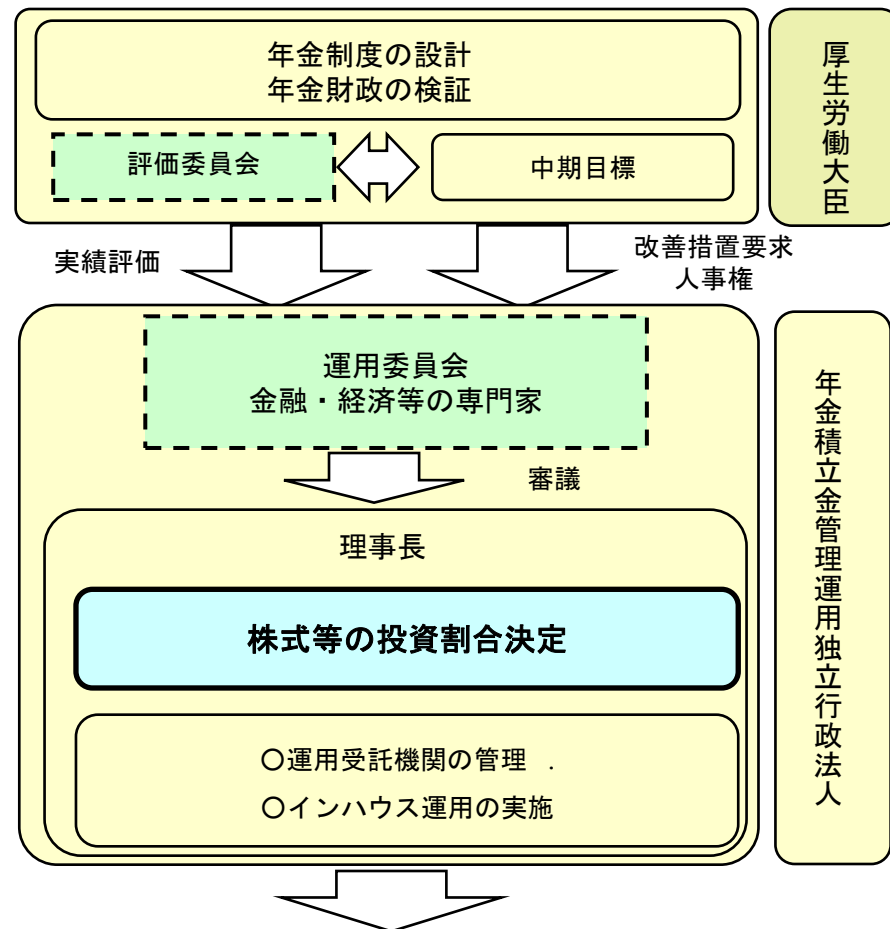 年金制度の設計
年金財政の検証
厚生労働大臣
評価委員会
中期目標
実績評価
改善措置要求
人事権
運用委員会
金融・経済等の専門家
年金積立金管理運用独立行政法人
審議
理事長
株式等の投資割合決定
○運用受託機関の管理 .
○インハウス運用の実施